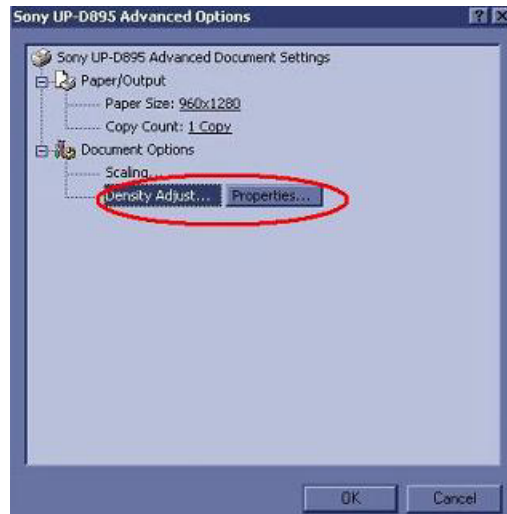 Sony UP-D895 Advanced Options
Sony UP-D895 Advanced Document Settings
Paper/Output
Paper Size: 960x1280
Copy Count: 1 Copy
Document Options
Scaling...
Density Adjust... Properties...
OK Cancel